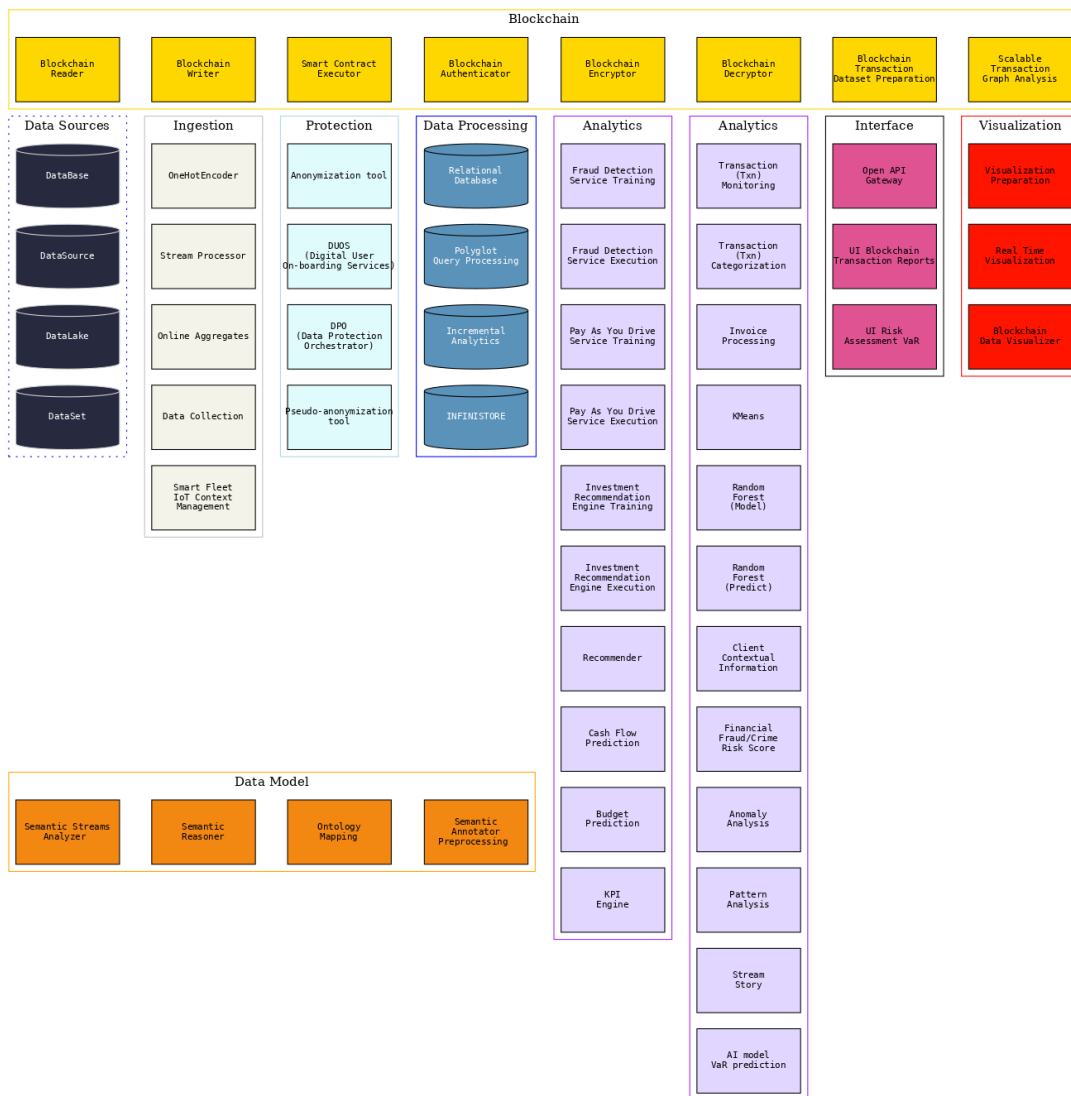 Blockchain
Blockchain
Reader
Blockchain
Writer
Smart Contract
Executor
Blockchain
Authenticator
Blockchain
Encryptor
Blockchain
Decryptor
Blockchain
Transaction
Dataset Preparation
Scalable
Transaction
Graph Analysis
Data Sources
DataBase
DataSource
DataLake
DataSet
Ingestion
OneHotEncoder
Stream Processor
Online Aggregates
Data Collection
Smart Fleet
IoT Context
Management
Protection
Anonymization tool
DUOS
(Digital User
On-boarding Services)
DPO
(Data Protection
Orchestrator)
Pseudo-anonymization
tool
Data Processing
Relational
Database
Polyglot
Query Processing
Incremental
Analytics
INFINISTORE
Analytics
Fraud Detection
Service Training
Fraud Detection
Service Execution
Pay As You Drive
Service Training
Pay As You Drive
Service Execution
Investment
Recommendation
Engine Training
Investment
Recommendation
Engine Execution
Recommender
Cash Flow
Prediction
Budget
Prediction
KPI
Engine
Analytics
Transaction
(Txn)
Monitoring
Transaction
(Txn)
Categorization
Invoice
Processing
KMeans
Random
Forest
(Model)
Random
Forest
(Predict)
Client
Contextual
Information
Financial
Fraud/Crime
Risk Score
Anomaly
Analysis
Pattern
Analysis
Stream
Story
AI model
VaR prediction
Interface
Open API
Gateway
UI Blockchain
Transaction Reports
UI Risk
Assessment VaR
Visualization
Visualization
Preparation
Real Time
Visualization
Blockchain
Data Visualizer
Data Model
Semantic Streams
Analyzer
Semantic
Reasoner
Ontology
Mapping
Semantic
Annotator
Preprocessing